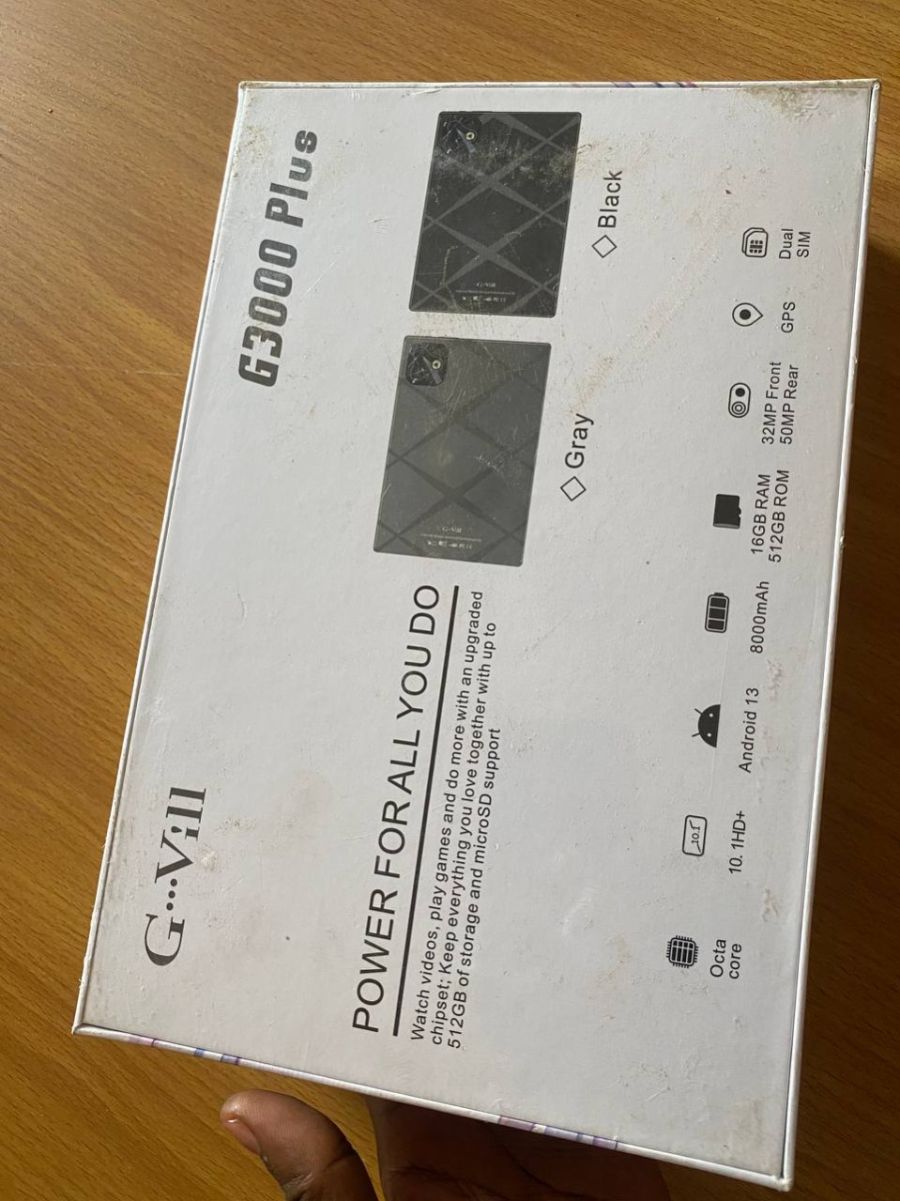 G···Vill
G3000 Plus
POWER FOR ALL YOU DO
Watch videos, play games and do more with an upgraded
chipset; Keep everything you love together with up to
512GB of storage and microSD support
Gray
Black
10.1
Octa
core
10. 1HD+
Android 13
8000mAh
16GB RAM
512GB ROM
32MP Front
50MP Rear
GPS
Dual
SIM